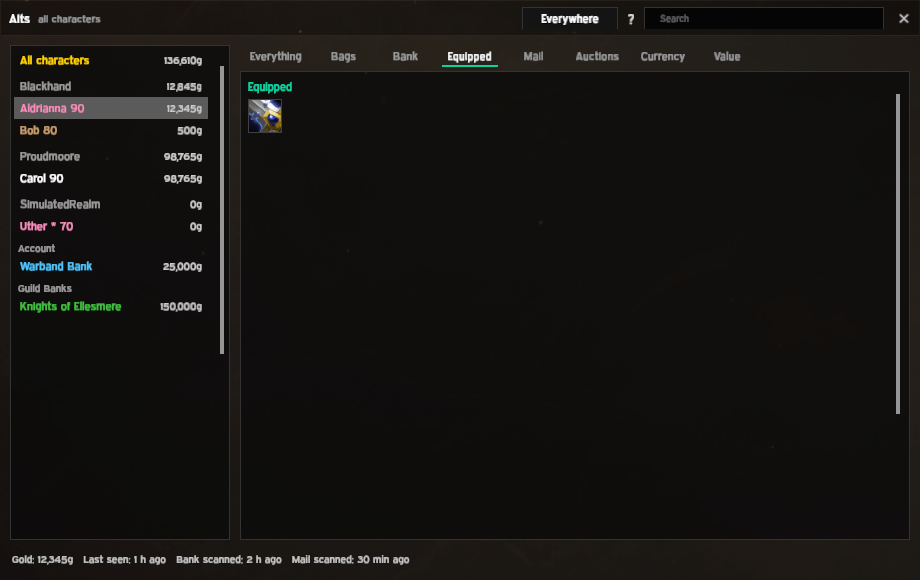 Alts all characters Everywhere ? Search ✕
Everything Bags Bank Equipped Mail Auctions Currency Value
All characters 136,610g
Blackhand 12,845g
Aldrianna 90 12,345g
Bob 80 500g
Proudmoore 98,765g
Carol 90 98,765g
SimulatedRealm 0g
Uther * 70 0g
Account
Warband Bank 25,000g
Guild Banks
Knights of Ellesmere 150,000g
Equipped
Gold: 12,345g Last seen: 1 h ago Bank scanned: 2 h ago Mail scanned: 30 min ago